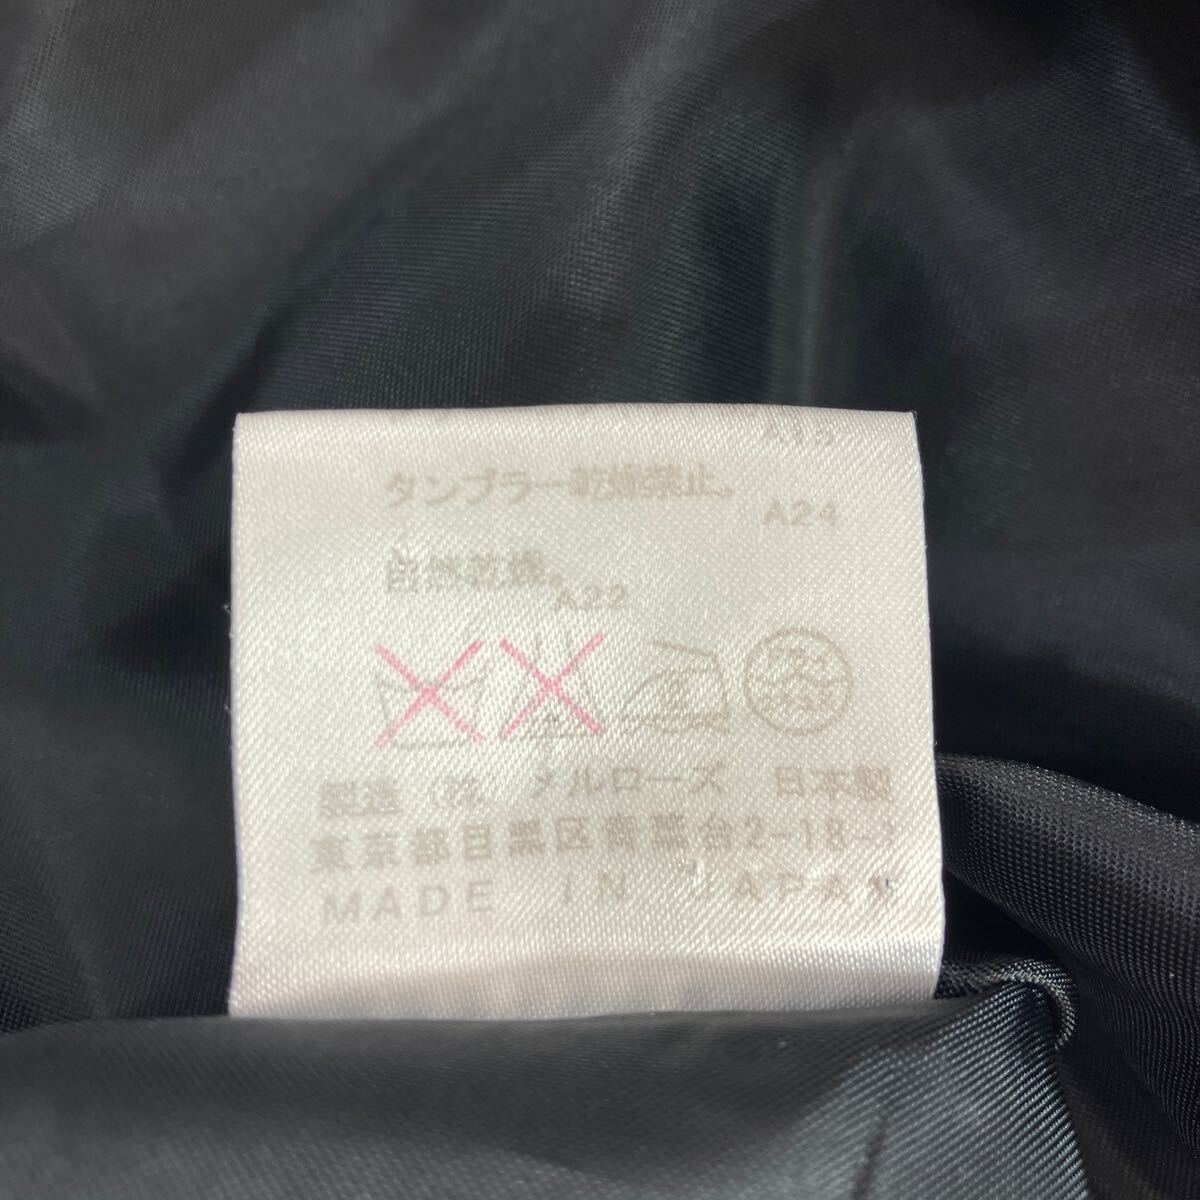 A18
タンブラー乾燥禁止。
A24
自然乾燥。
A22
製造 (株) メルローズ 日本製
東京都目黒区青葉台2-18-
MADE IN JAPAN